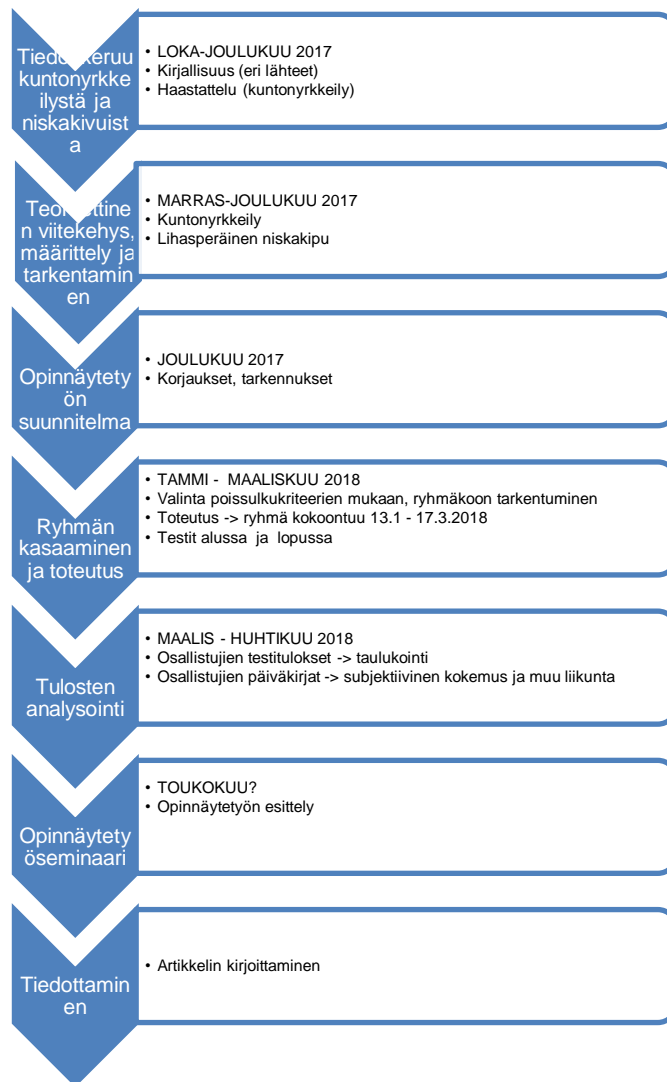 Tiedonkeruu
kuntonyrkke
ilystä ja
niskakivuist
a
• LOKA-JOULUKUU 2017
• Kirjallisuus (eri lähteet)
• Haastattelu (kuntonyrkkeily)
Teoreettine
n viitekehys,
määrittely ja
tarkentamin
en
• MARRAS-JOULUKUU 2017
• Kuntonyrkkeily
• Lihasperäinen niskakipu
Opinnäytety
ön
suunnitelma
• JOULUKUU 2017
• Korjaukset, tarkennukset
Ryhmän
kasaaminen
ja toteutus
• TAMMI - MAALISKUU 2018
• Valinta poissulkukriteerien mukaan, ryhmäkoon tarkentuminen
• Toteutus -> ryhmä kokoontuu 13.1 - 17.3.2018
• Testit alussa ja lopussa
Tulosten
analysointi
• MAALIS - HUHTIKUU 2018
• Osallistujien testitulokset -> taulukointi
• Osallistujien päiväkirjat -> subjektiivinen kokemus ja muu liikunta
Opinnäytety
öseminaari
• TOUKOKUU?
• Opinnäytetyön esittely
Tiedottamin
en
• Artikkelin kirjoittaminen